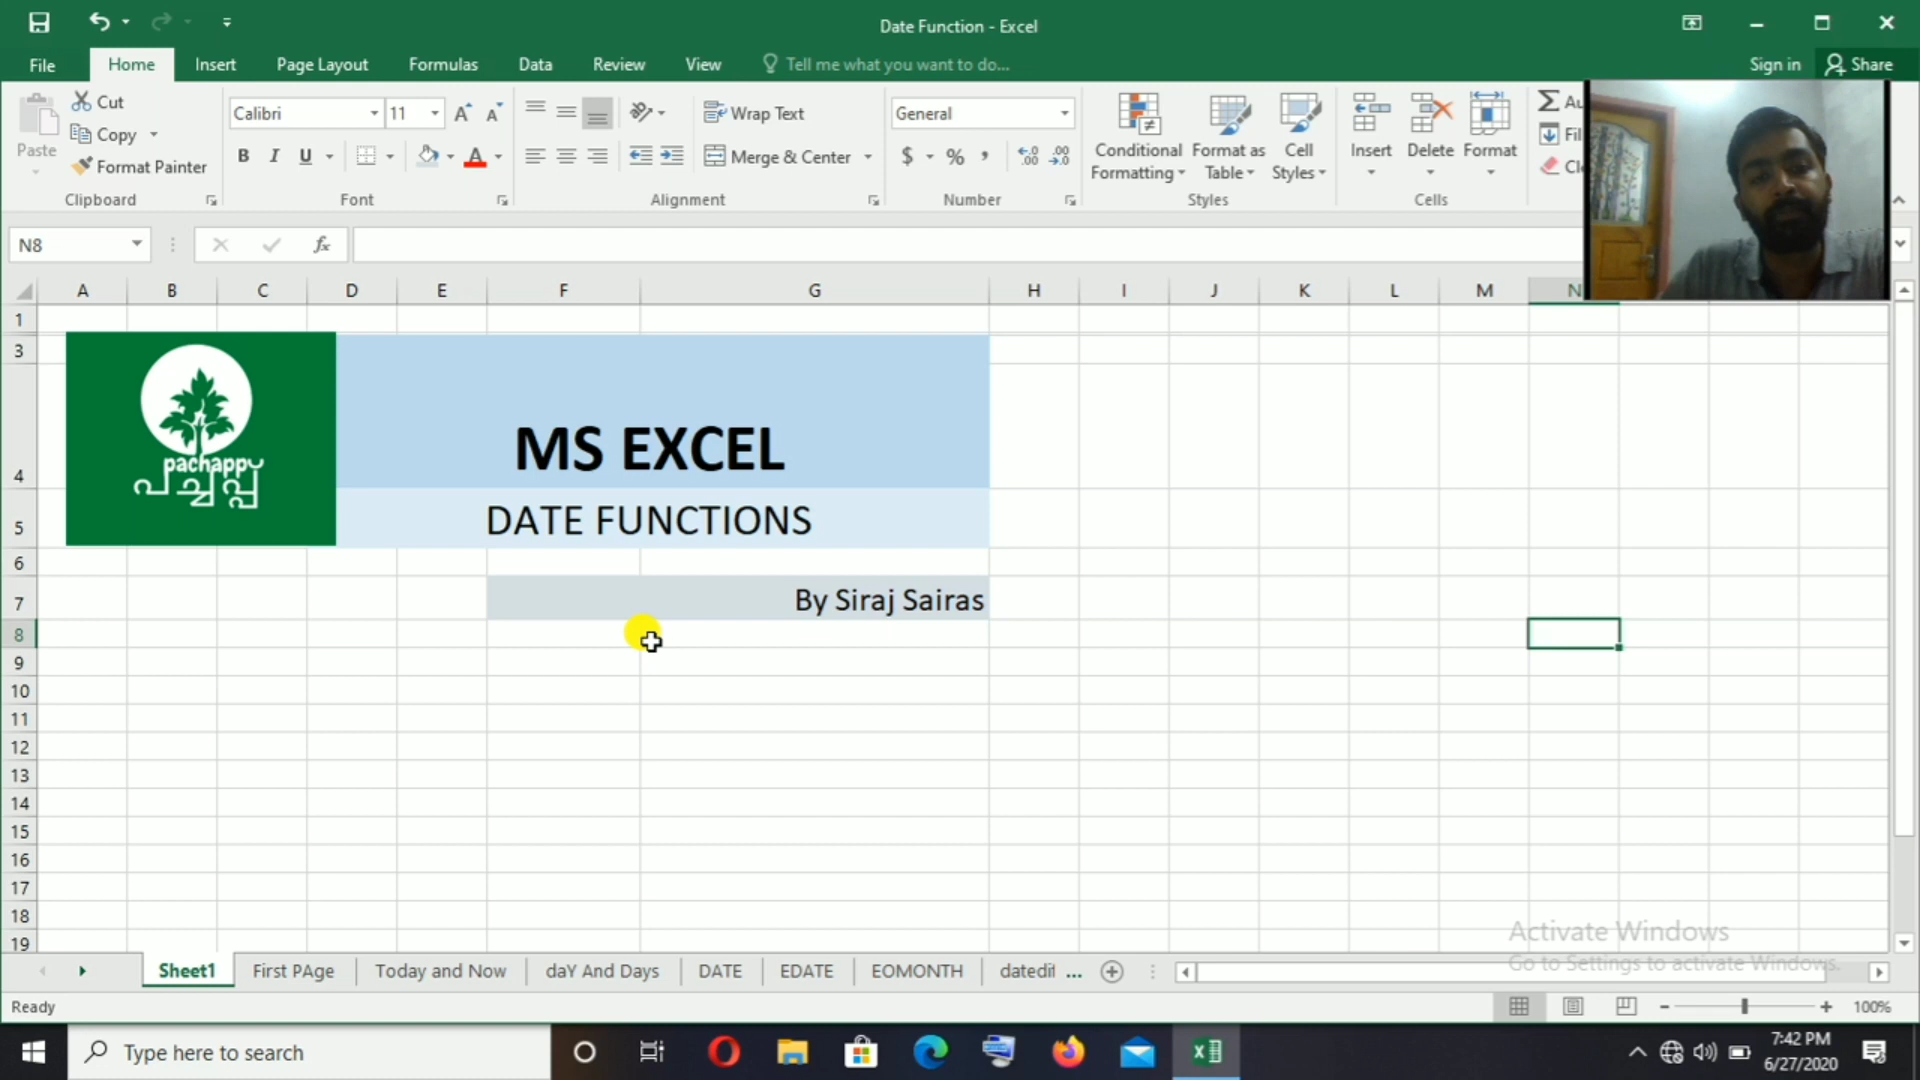 Date Function - Excel
File Home Insert Page Layout Formulas Data Review View Tell me what you want to do... Sign in Share
Cut
Copy
Format Painter
Paste
Calibri 11
B I U
Wrap Text
Merge & Center
General
$ % ,
Conditional Formatting
Format as Table
Cell Styles
Insert
Delete
Format
Clipboard Font Alignment Number Styles Cells
N8
fx
A B C D E F G H I J K L M N
1
3
4
5
6
7
8
9
10
11
12
13
14
15
16
17
18
19
pachappy
പച്ചപ്പ്
MS EXCEL
DATE FUNCTIONS
By Siraj Sairas
Activate Windows
Go to Settings to activate Windows.
Sheet1 First PAge Today and Now daY And Days DATE EDATE EOMONTH ...
Ready
100%
Type here to search
7:42 PM
6/27/2020